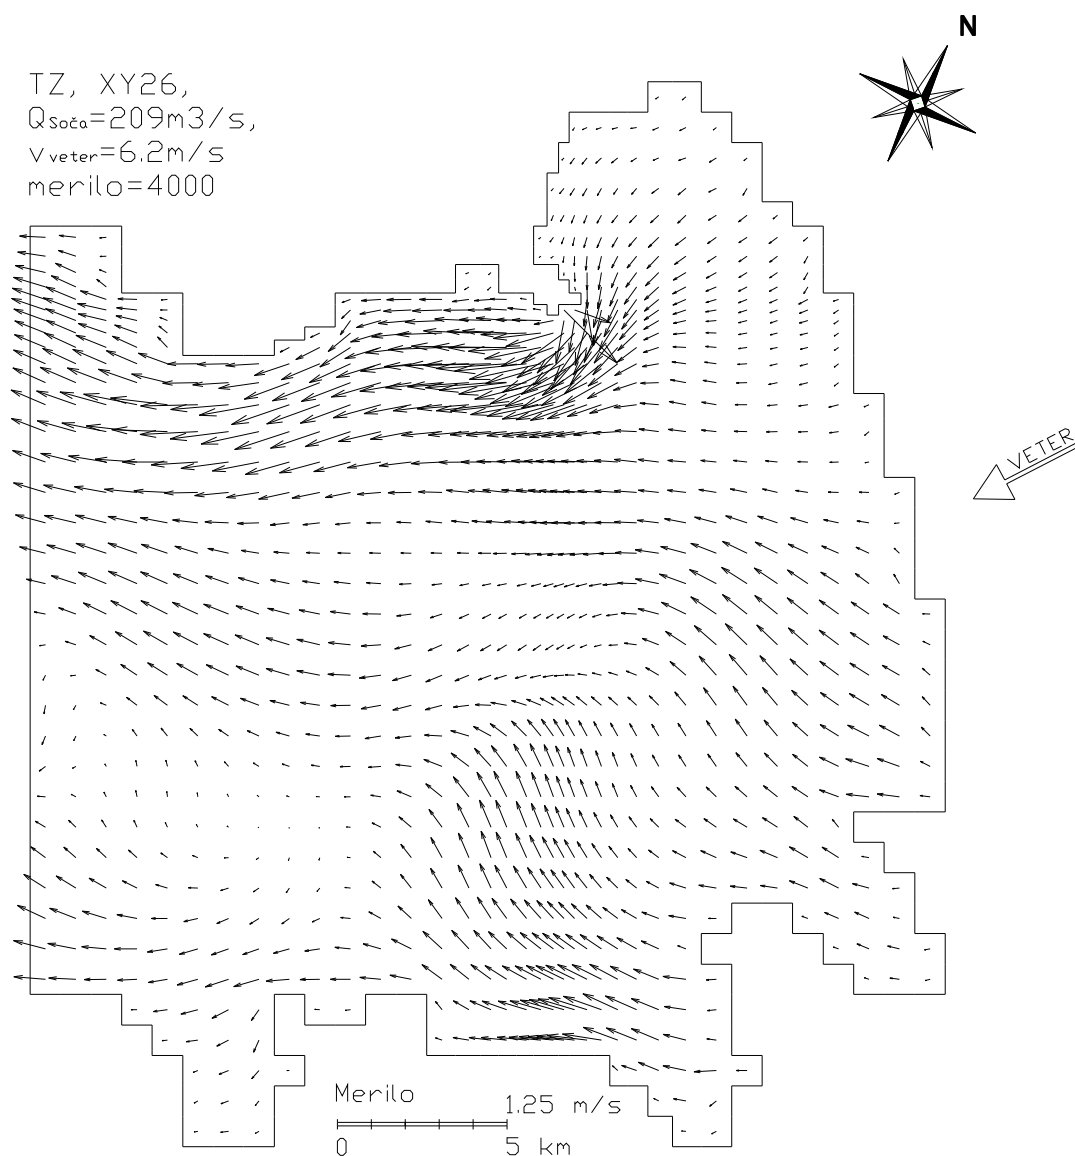 N
TZ, XY26,
QSoča=209m3/s,
Vveter=6.2m/s
merilo=4000
VETER
Merilo
1.25 m/s
0 5 km